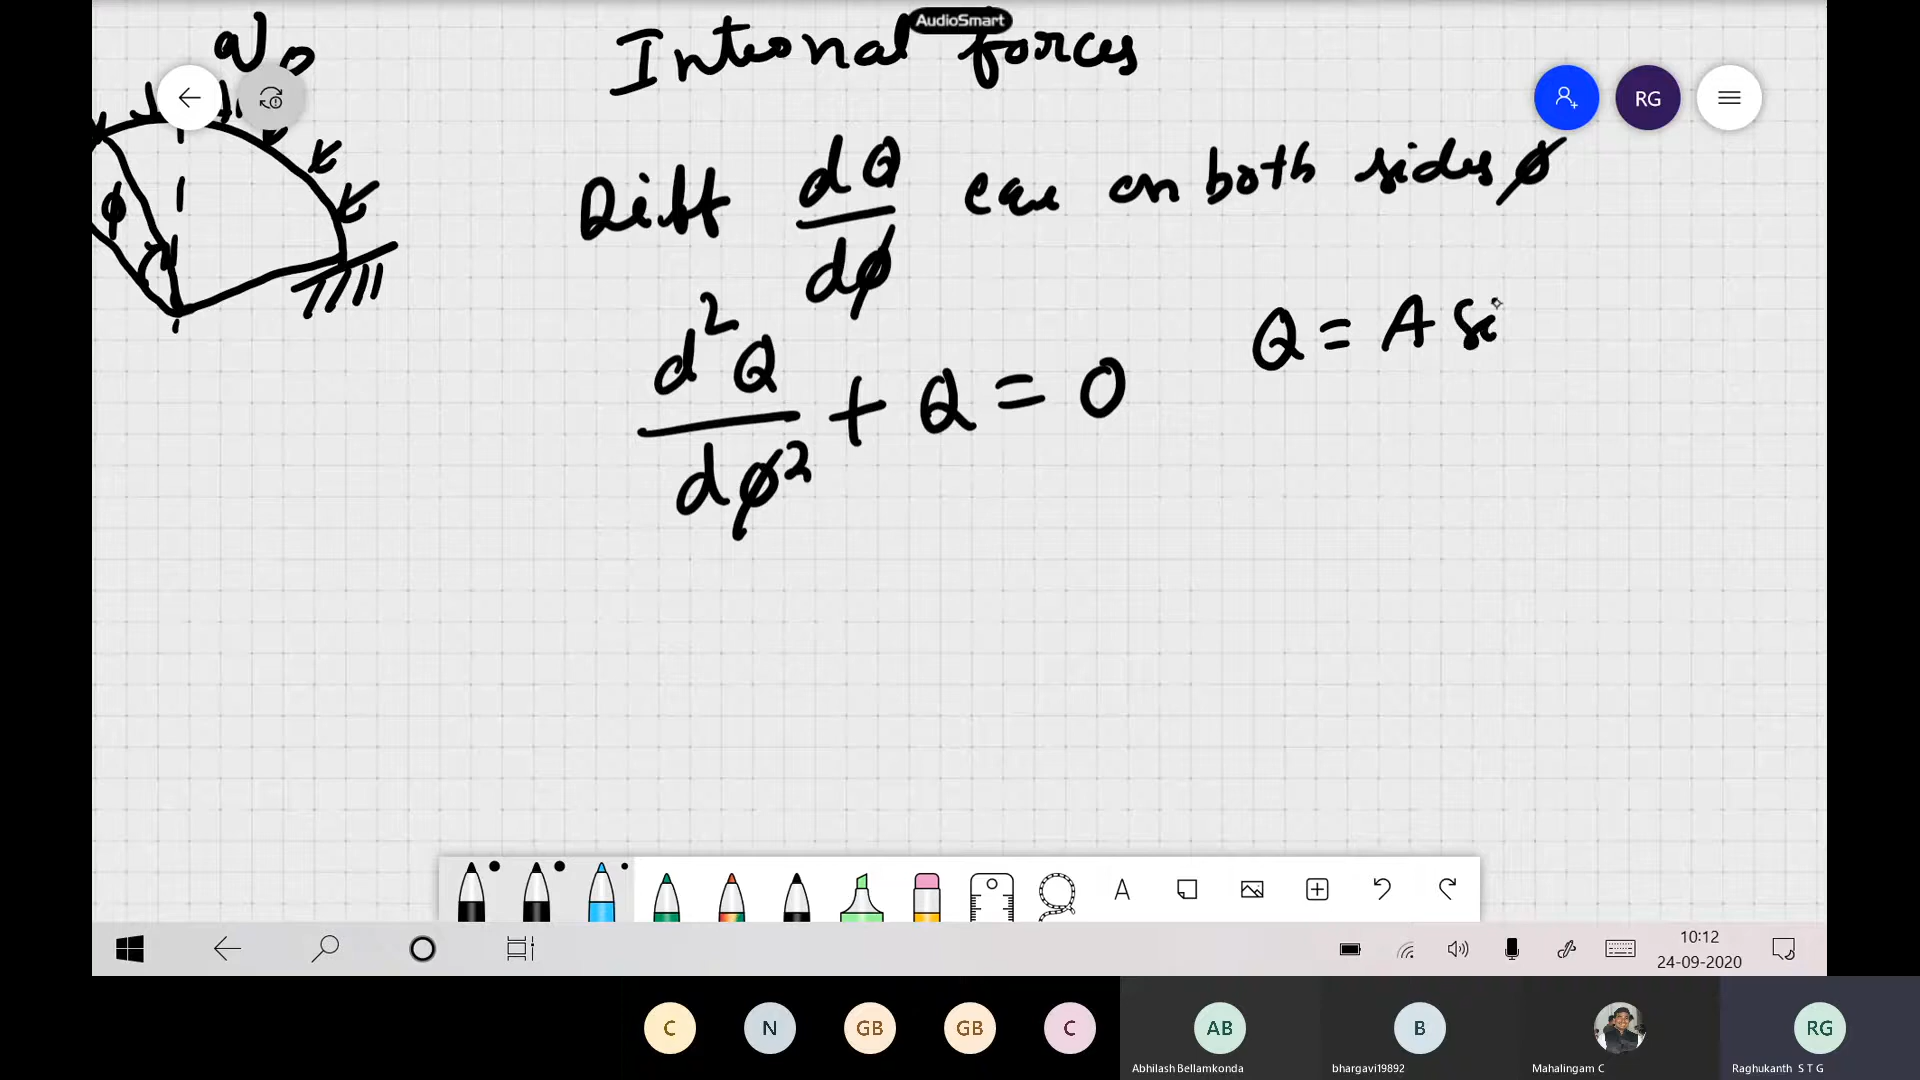 AudioSmart
Internal forces
RG
Diff dQ/dφ eqn on both sides φ
φ
d²Q/dφ² + Q = 0
Q = A si
A
10:12
24-09-2020
C N GB GB C AB B RG
Abhilash Bellamkonda bhargavi19892 Mahalingam C Raghukanth S T G